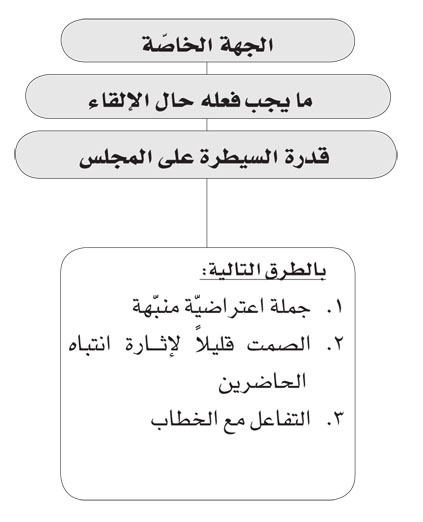 الجهة الخاصّة
ما يجب فعله حال الإلقاء
قدرة السيطرة على المجلس
بالطرق التالية:
١. جملة اعتراضيّة منبّهة
٢. الصمت قليلاً لإثـارة انتباه
الحاضرين
٣. التفاعل مع الخطاب